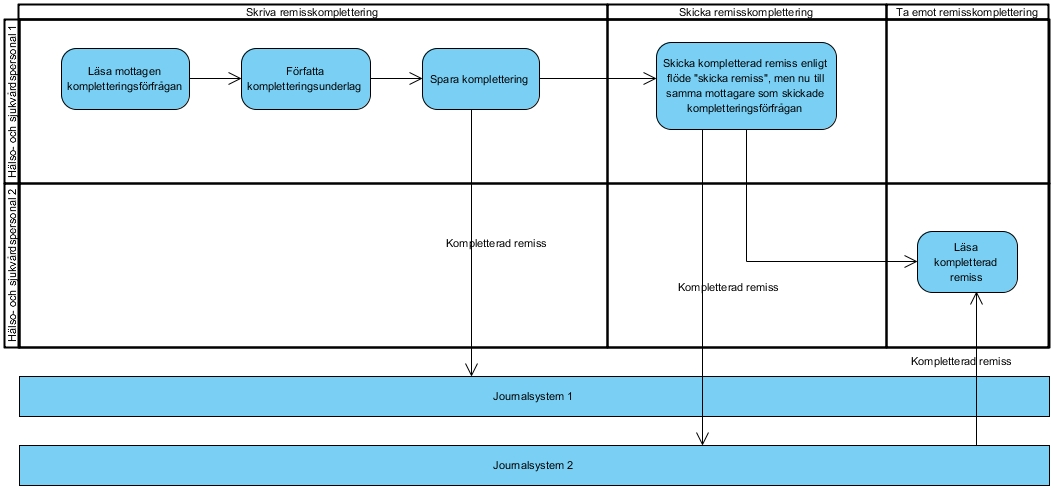 Skriva remisskomplettering
Skicka remisskomplettering
Ta emot remisskomplettering
Hälso- och sjukvårdspersonal 1
Läsa mottagen
kompletteringsförfrågan
Författa
kompletteringsunderlag
Spara komplettering
Skicka kompletterad remiss enligt
flöde "skicka remiss", men nu till
samma mottagare som skickade
kompletteringsförfrågan
Hälso- och sjukvårdspersonal 2
Kompletterad remiss
Läsa
kompletterad
remiss
Kompletterad remiss
Kompletterad remiss
Journalsystem 1
Journalsystem 2